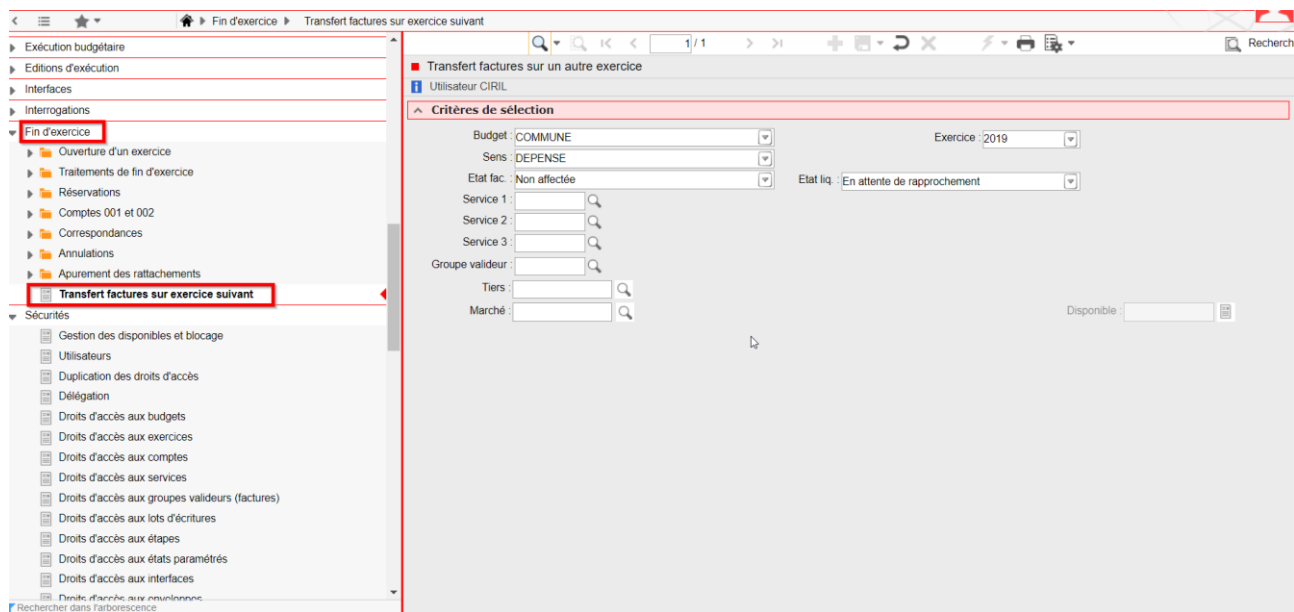 Fin d'exercice Transfert factures sur exercice suivant
Exécution budgétaire
Editions d'exécution
Interfaces
Interrogations
Fin d'exercice
Ouverture d'un exercice
Traitements de fin d'exercice
Réservations
Comptes 001 et 002
Correspondances
Annulations
Apurement des rattachements
Transfert factures sur exercice suivant
Sécurités
Gestion des disponibles et blocage
Utilisateurs
Duplication des droits d'accès
Délégation
Droits d'accès aux budgets
Droits d'accès aux exercices
Droits d'accès aux comptes
Droits d'accès aux services
Droits d'accès aux groupes valideurs (factures)
Droits d'accès aux lots d'écritures
Droits d'accès aux étapes
Droits d'accès aux états paramétrés
Droits d'accès aux interfaces
Droits d'accès aux enveloppes
Rechercher dans l'arborescence
1 / 1 Recherch
Transfert factures sur un autre exercice
Utilisateur CIRIL
Critères de sélection
Budget : COMMUNE Exercice : 2019
Sens : DEPENSE
Etat fac. : Non affectée Etat liq. : En attente de rapprochement
Service 1 :
Service 2 :
Service 3 :
Groupe valideur :
Tiers :
Marché : Disponible :